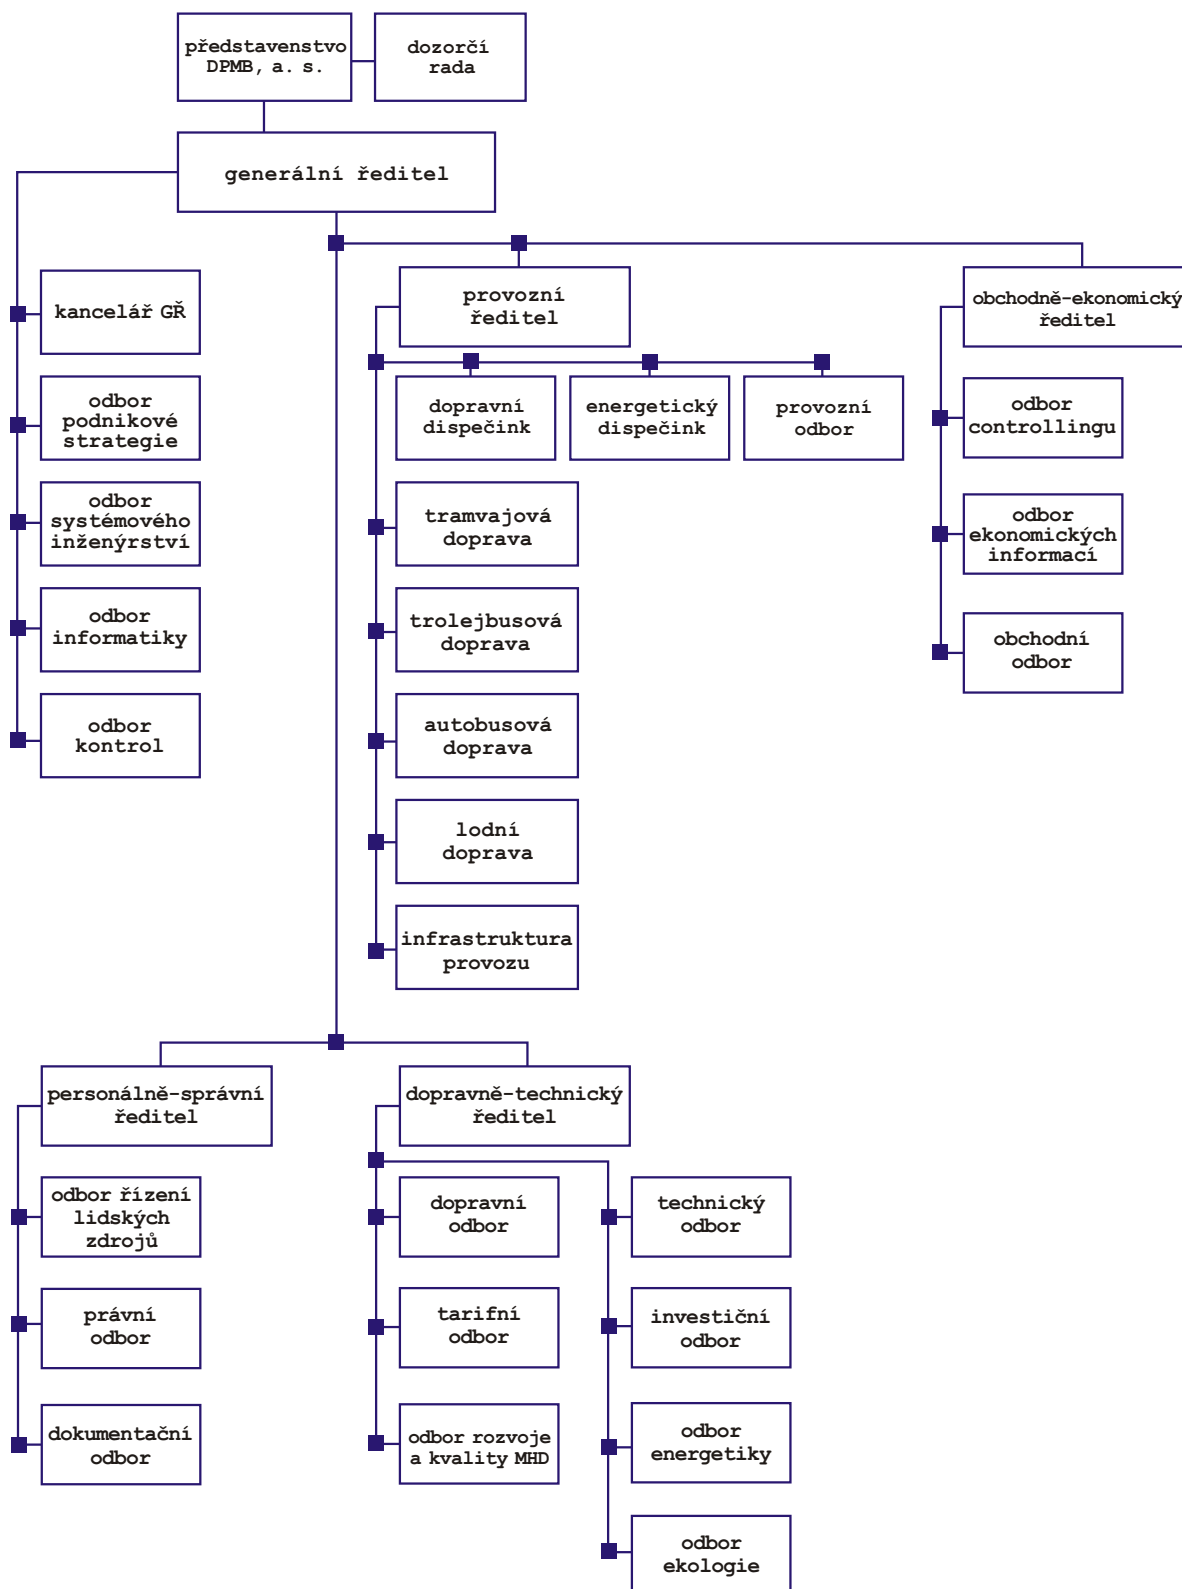 představenstvo
DPMB, a. s.
dozorčí
rada
generální ředitel
kancelář GŘ
odbor
podnikové
strategie
odbor
systémového
inženýrství
odbor
informatiky
odbor
kontrol
provozní
ředitel
dopravní
dispečink
energetický
dispečink
provozní
odbor
tramvajová
doprava
trolejbusová
doprava
autobusová
doprava
lodní
doprava
infrastruktura
provozu
obchodně-ekonomický
ředitel
odbor
controllingu
odbor
ekonomických
informací
obchodní
odbor
personálně-správní
ředitel
odbor řízení
lidských
zdrojů
právní
odbor
dokumentační
odbor
dopravně-technický
ředitel
dopravní
odbor
tarifní
odbor
odbor rozvoje
a kvality MHD
technický
odbor
investiční
odbor
odbor
energetiky
odbor
ekologie